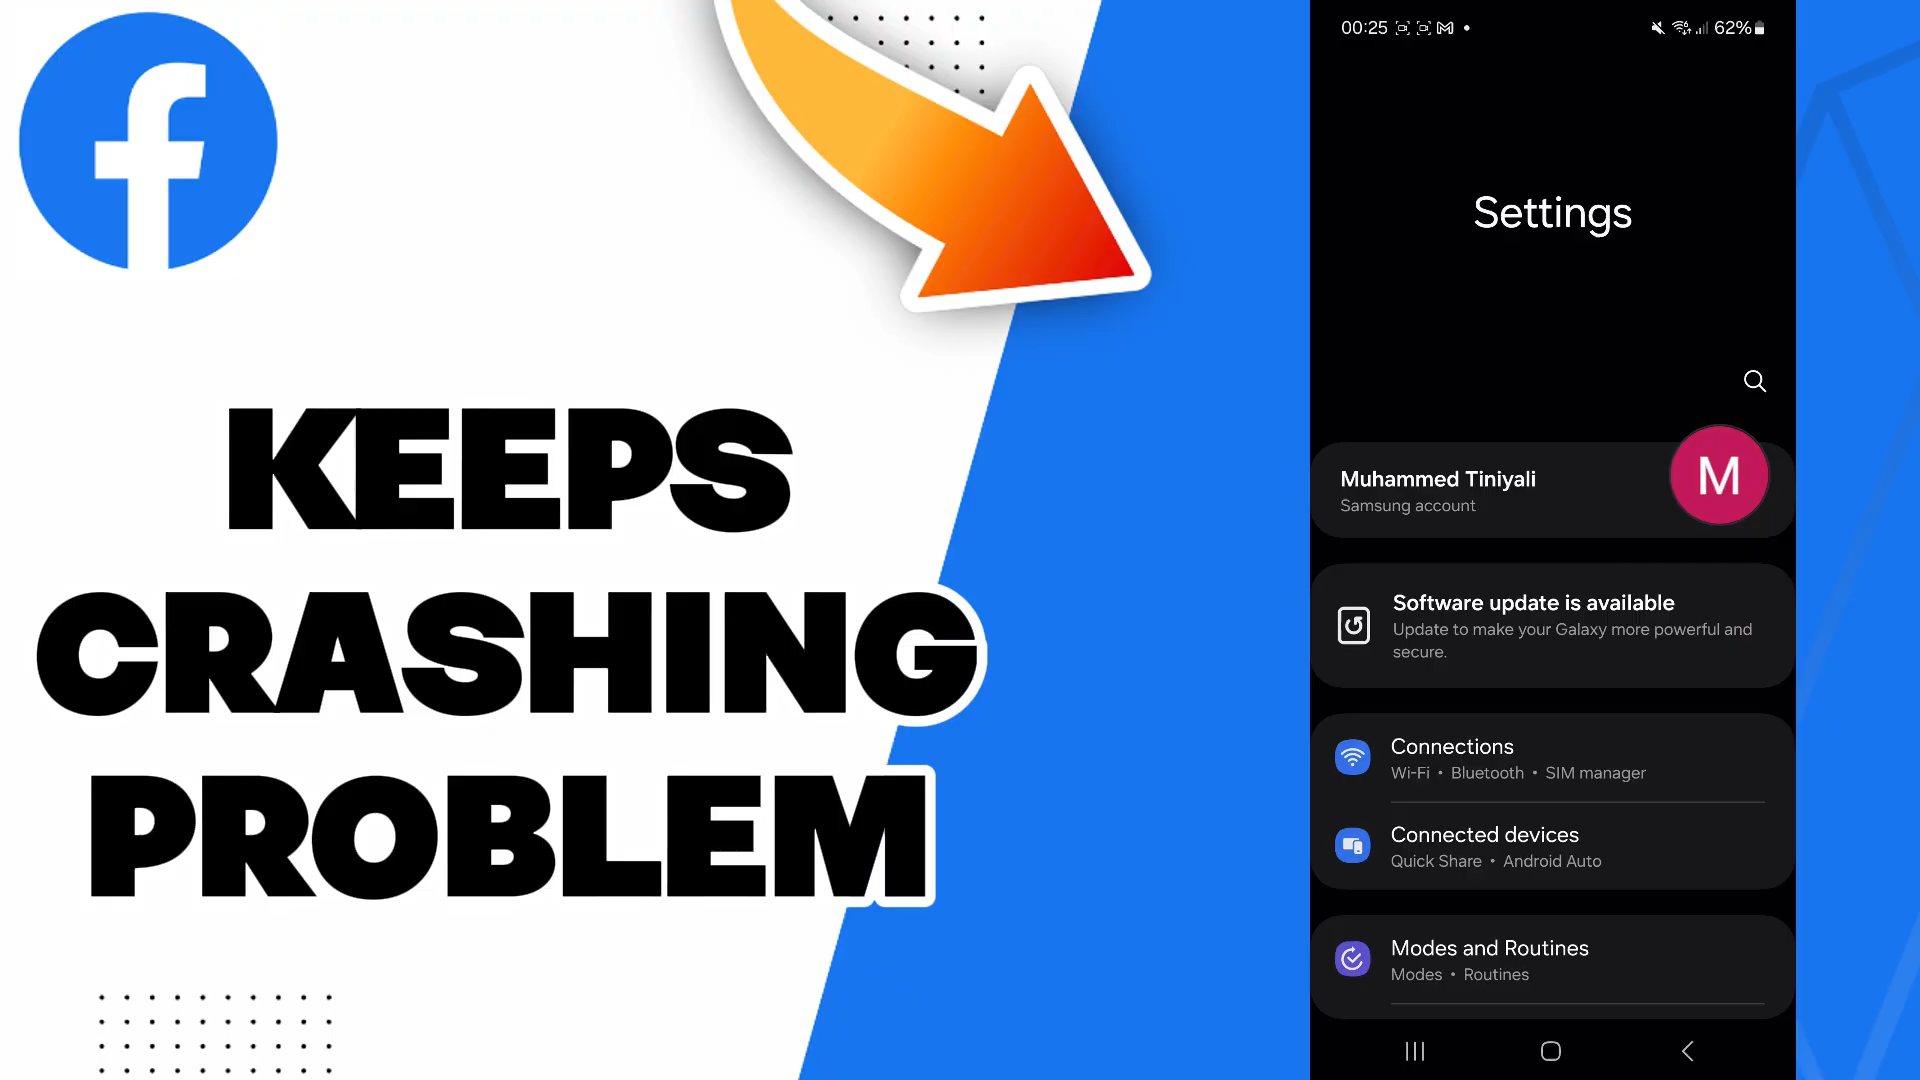 KEEPS
CRASHING
PROBLEM
00:25
62%
Settings
Muhammed Tiniyali
M
Samsung account
Software update is available
Update to make your Galaxy more powerful and
secure.
Connections
Wi-Fi • Bluetooth • SIM manager
Connected devices
Quick Share • Android Auto
Modes and Routines
Modes • Routines